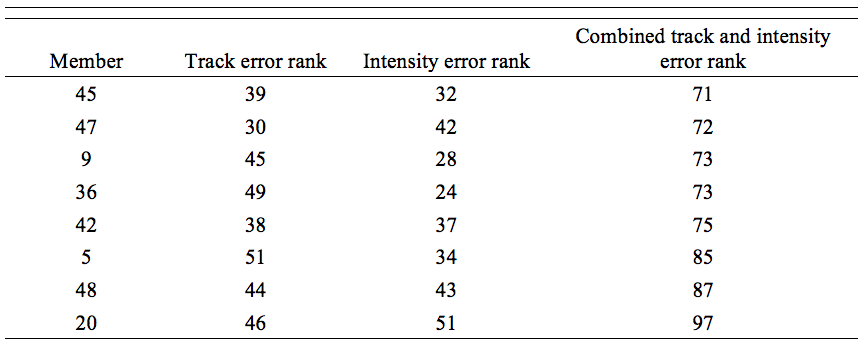 Combined track and intensity
Member Track error rank Intensity error rank error rank
45 39 32 71
47 30 42 72
9 45 28 73
36 49 24 73
42 38 37 75
5 51 34 85
48 44 43 87
20 46 51 97